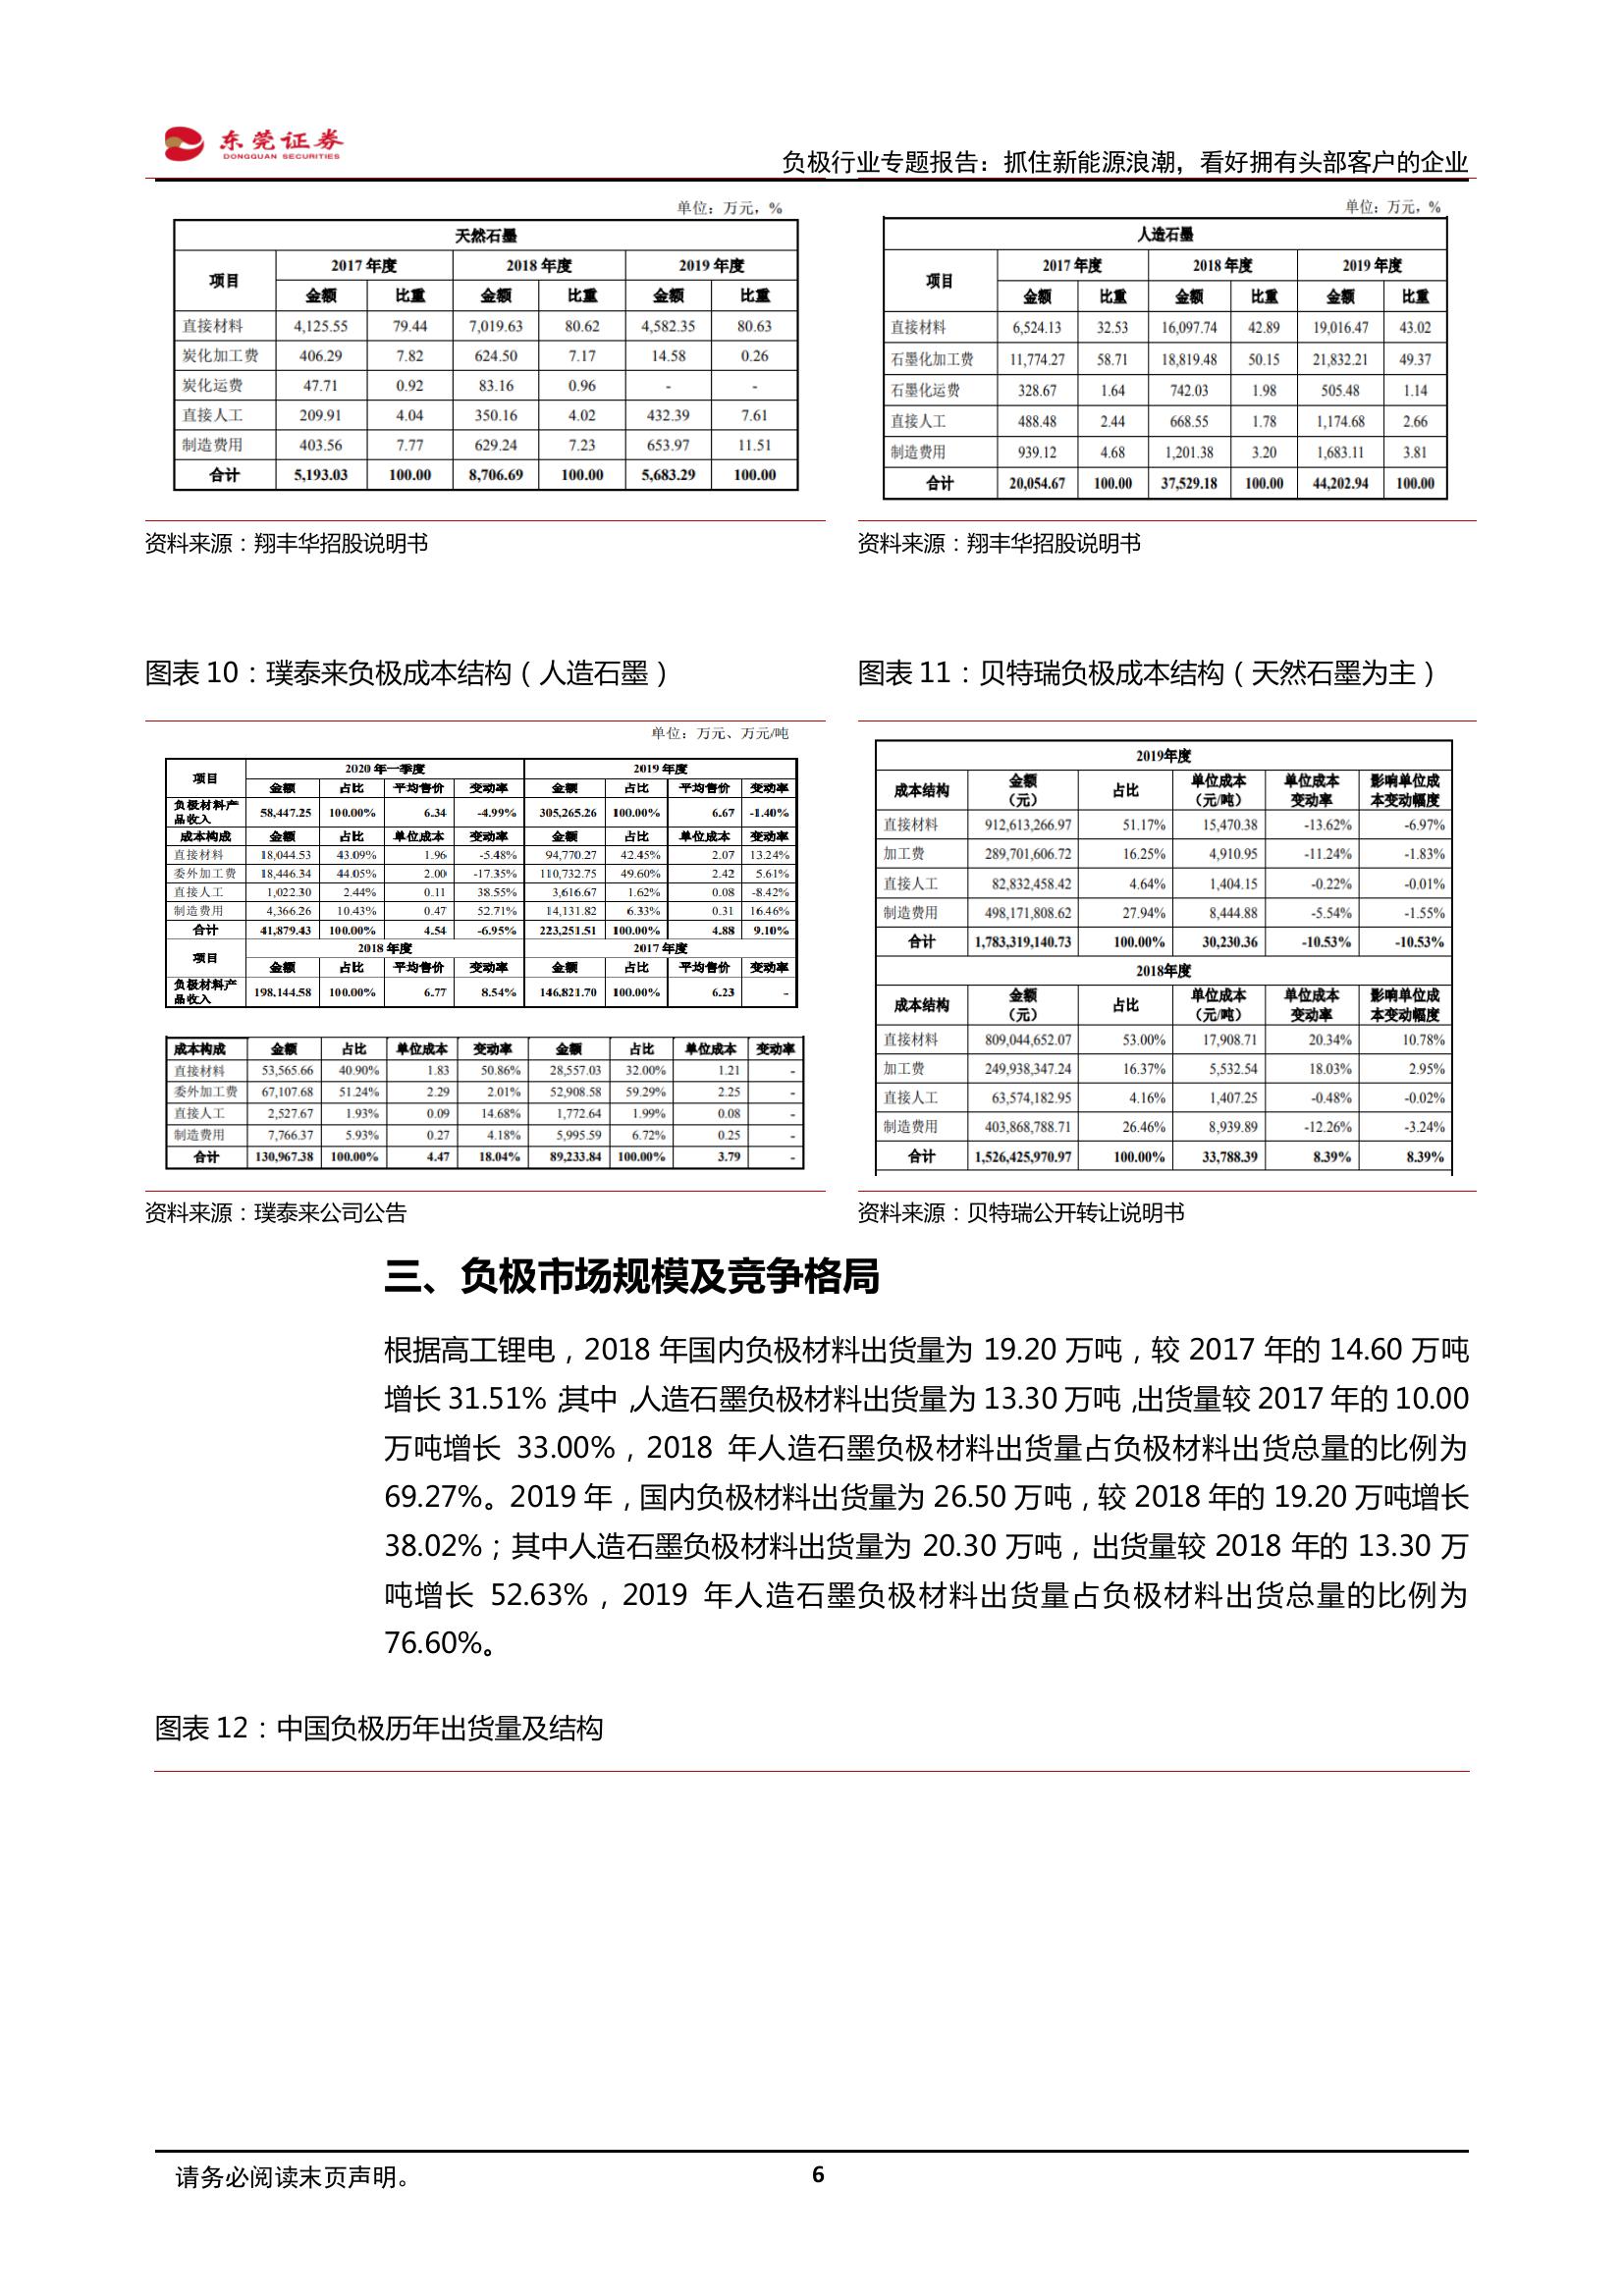 东莞证券
DONGGUAN SECURITIES
负极行业专题报告：抓住新能源浪潮，看好拥有头部客户的企业
单位：万元，%
天然石墨
项目 2017 年度 2018 年度 2019 年度
金额 比重 金额 比重 金额 比重
直接材料 4,125.55 79.44 7,019.63 80.62 4,582.35 80.63
炭化加工费 406.29 7.82 624.50 7.17 14.58 0.26
炭化运费 47.71 0.92 83.16 0.96 - -
直接人工 209.91 4.04 350.16 4.02 432.39 7.61
制造费用 403.56 7.77 629.24 7.23 653.97 11.51
合计 5,193.03 100.00 8,706.69 100.00 5,683.29 100.00
资料来源：翔丰华招股说明书
单位：万元，%
人造石墨
项目 2017 年度 2018 年度 2019 年度
金额 比重 金额 比重 金额 比重
直接材料 6,524.13 32.53 16,097.74 42.89 19,016.47 43.02
石墨化加工费 11,774.27 58.71 18,819.48 50.15 21,832.21 49.37
石墨化运费 328.67 1.64 742.03 1.98 505.48 1.14
直接人工 488.48 2.44 668.55 1.78 1,174.68 2.66
制造费用 939.12 4.68 1,201.38 3.20 1,683.11 3.81
合计 20,054.67 100.00 37,529.18 100.00 44,202.94 100.00
资料来源：翔丰华招股说明书
图表 10：璞泰来负极成本结构（人造石墨）
单位：万元、万元/吨
项目 2020 年一季度 2019 年度
金额 占比 平均售价 变动率 金额 占比 平均售价 变动率
负极材料产
品收入 58,447.25 100.00% 6.34 -4.99% 305,265.26 100.00% 6.67 -1.40%
成本构成 金额 占比 单位成本 变动率 金额 占比 单位成本 变动率
直接材料 18,044.53 43.09% 1.96 -5.48% 94,770.27 42.45% 2.07 13.24%
委外加工费 18,446.34 44.05% 2.00 -17.35% 110,732.75 49.60% 2.42 5.61%
直接人工 1,022.30 2.44% 0.11 38.55% 3,616.67 1.62% 0.08 -8.42%
制造费用 4,366.26 10.43% 0.47 52.71% 14,131.82 6.33% 0.31 16.46%
合计 41,879.43 100.00% 4.54 -6.95% 223,251.51 100.00% 4.88 9.10%
项目 2018 年度 2017 年度
金额 占比 平均售价 变动率 金额 占比 平均售价 变动率
负极材料产
品收入 198,144.58 100.00% 6.77 8.54% 146,821.70 100.00% 6.23 -
成本构成 金额 占比 单位成本 变动率 金额 占比 单位成本 变动率
直接材料 53,565.66 40.90% 1.83 50.86% 28,557.03 32.00% 1.21 -
委外加工费 67,107.68 51.24% 2.29 2.01% 52,908.58 59.29% 2.25 -
直接人工 2,527.67 1.93% 0.09 14.68% 1,772.64 1.99% 0.08 -
制造费用 7,766.37 5.93% 0.27 4.18% 5,995.59 6.72% 0.25 -
合计 130,967.38 100.00% 4.47 18.04% 89,233.84 100.00% 3.79 -
资料来源：璞泰来公司公告
图表 11：贝特瑞负极成本结构（天然石墨为主）
2019年度
成本结构 金额（元） 占比 单位成本（元/吨） 单位成本变动率 影响单位成本变动幅度
直接材料 912,613,266.97 51.17% 15,470.38 -13.62% -6.97%
加工费 289,701,606.72 16.25% 4,910.95 -11.24% -1.83%
直接人工 82,832,458.42 4.64% 1,404.15 -0.22% -0.01%
制造费用 498,171,808.62 27.94% 8,444.88 -5.54% -1.55%
合计 1,783,319,140.73 100.00% 30,230.36 -10.53% -10.53%
2018年度
成本结构 金额（元） 占比 单位成本（元/吨） 单位成本变动率 影响单位成本变动幅度
直接材料 809,044,652.07 53.00% 17,908.71 20.34% 10.78%
加工费 249,938,347.24 16.37% 5,532.54 18.03% 2.95%
直接人工 63,574,182.95 4.16% 1,407.25 -0.48% -0.02%
制造费用 403,868,788.71 26.46% 8,939.89 -12.26% -3.24%
合计 1,526,425,970.97 100.00% 33,788.39 8.39% 8.39%
资料来源：贝特瑞公开转让说明书
三、负极市场规模及竞争格局
根据高工锂电，2018 年国内负极材料出货量为 19.20 万吨，较 2017 年的 14.60 万吨
增长 31.51%；其中，人造石墨负极材料出货量为 13.30 万吨，出货量较 2017 年的 10.00
万吨增长 33.00%，2018 年人造石墨负极材料出货量占负极材料出货总量的比例为
69.27%。2019 年，国内负极材料出货量为 26.50 万吨，较 2018 年的 19.20 万吨增长
38.02%；其中人造石墨负极材料出货量为 20.30 万吨，出货量较 2018 年的 13.30 万
吨增长 52.63%，2019 年人造石墨负极材料出货量占负极材料出货总量的比例为
76.60%。
图表 12：中国负极历年出货量及结构
请务必阅读末页声明。
6